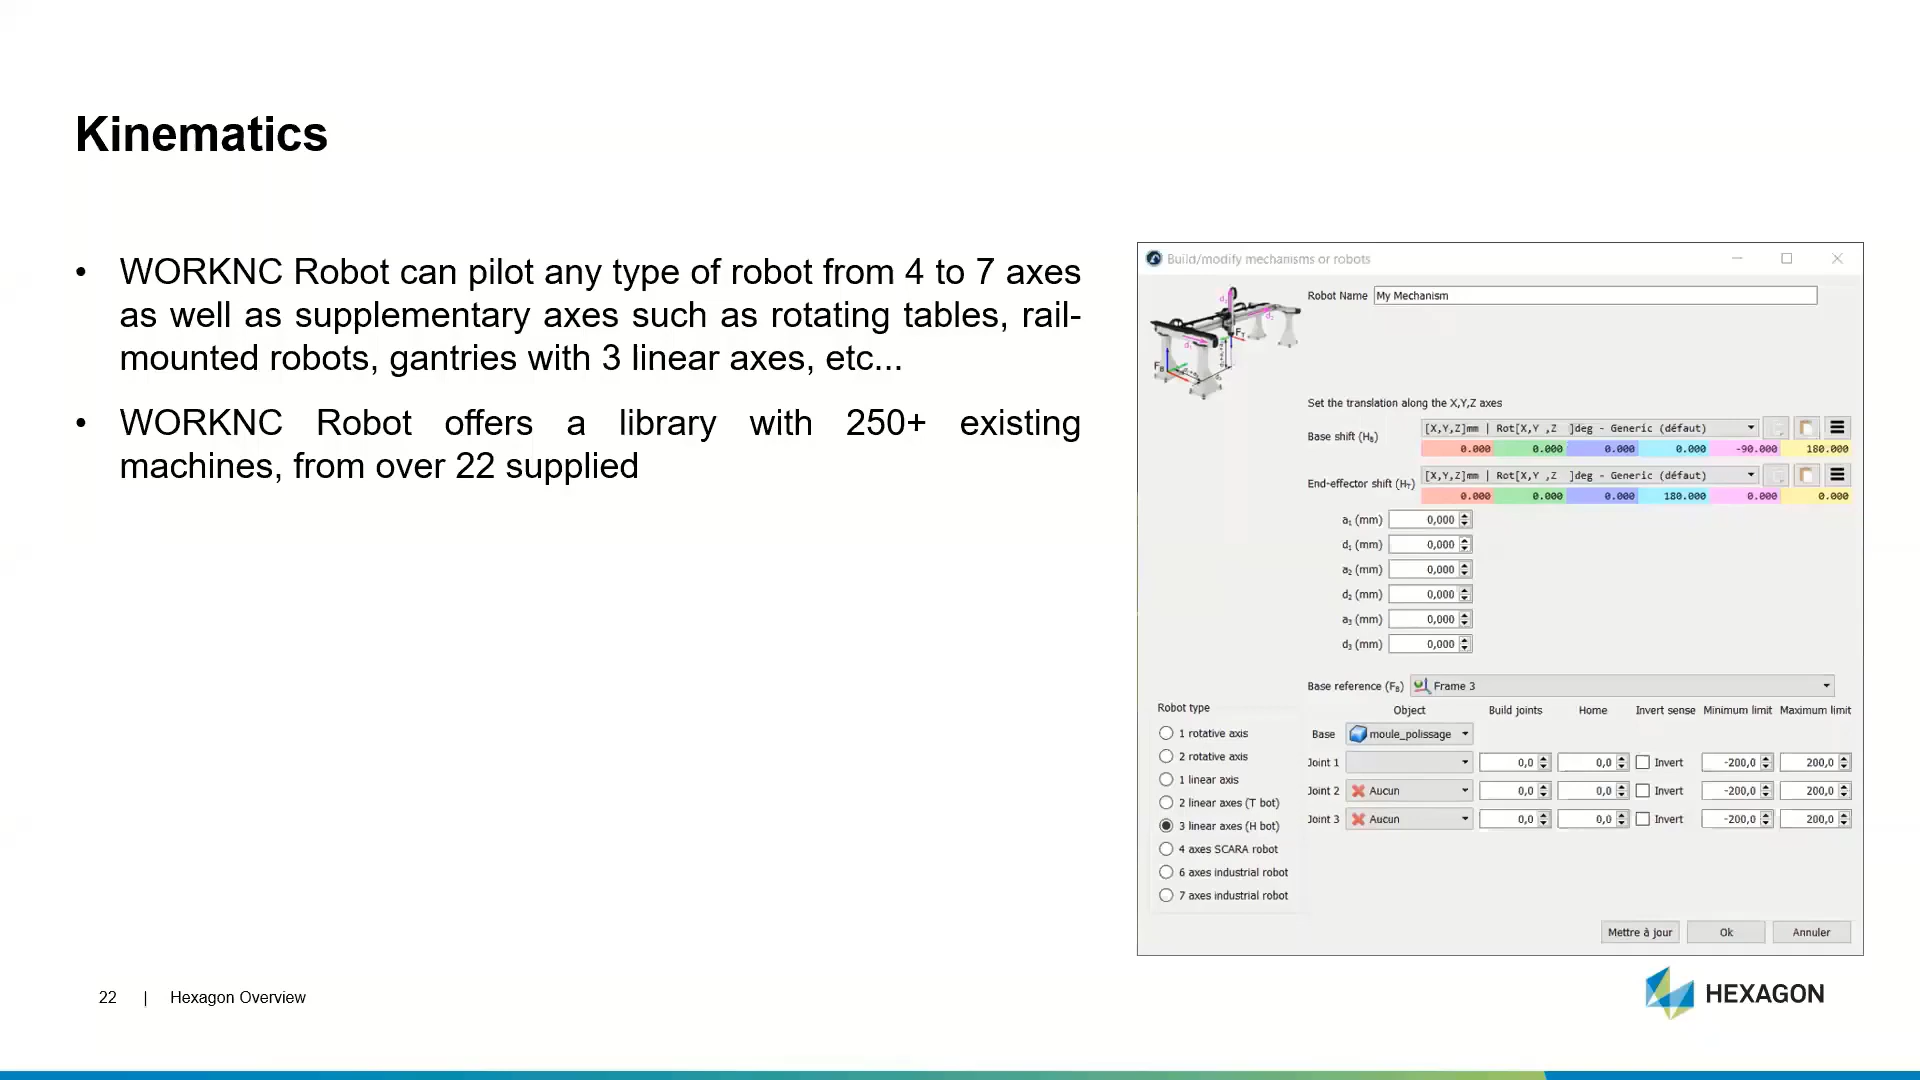 Kinematics
• WORKNC Robot can pilot any type of robot from 4 to 7 axes
as well as supplementary axes such as rotating tables, rail-
mounted robots, gantries with 3 linear axes, etc...
• WORKNC Robot offers a library with 250+ existing
machines, from over 22 supplied
Build/modify mechanisms or robots
Robot Name My Mechanism
Set the translation along the X,Y,Z axes
Base shift (HB) [X,Y,Z]mm | Rot[X,Y ,Z ]deg - Generic (défaut)
0.000 0.000 0.000 0.000 -90.000 180.000
End-effector shift (HT) [X,Y,Z]mm | Rot[X,Y ,Z ]deg - Generic (défaut)
0.000 0.000 0.000 180.000 0.000 0.000
a₁ (mm) 0,000
d₁ (mm) 0,000
a₂ (mm) 0,000
d₂ (mm) 0,000
a₃ (mm) 0,000
d₃ (mm) 0,000
Base reference (FB) Frame 3
Object Build joints Home Invert sense Minimum limit Maximum limit
Base moule_polissage
Joint 1 0,0 0,0 Invert -200,0 200,0
Joint 2 Aucun 0,0 0,0 Invert -200,0 200,0
Joint 3 Aucun 0,0 0,0 Invert -200,0 200,0
Robot type
1 rotative axis
2 rotative axis
1 linear axis
2 linear axes (T bot)
3 linear axes (H bot)
4 axes SCARA robot
6 axes industrial robot
7 axes industrial robot
Mettre à jour Ok Annuler
22 | Hexagon Overview
HEXAGON